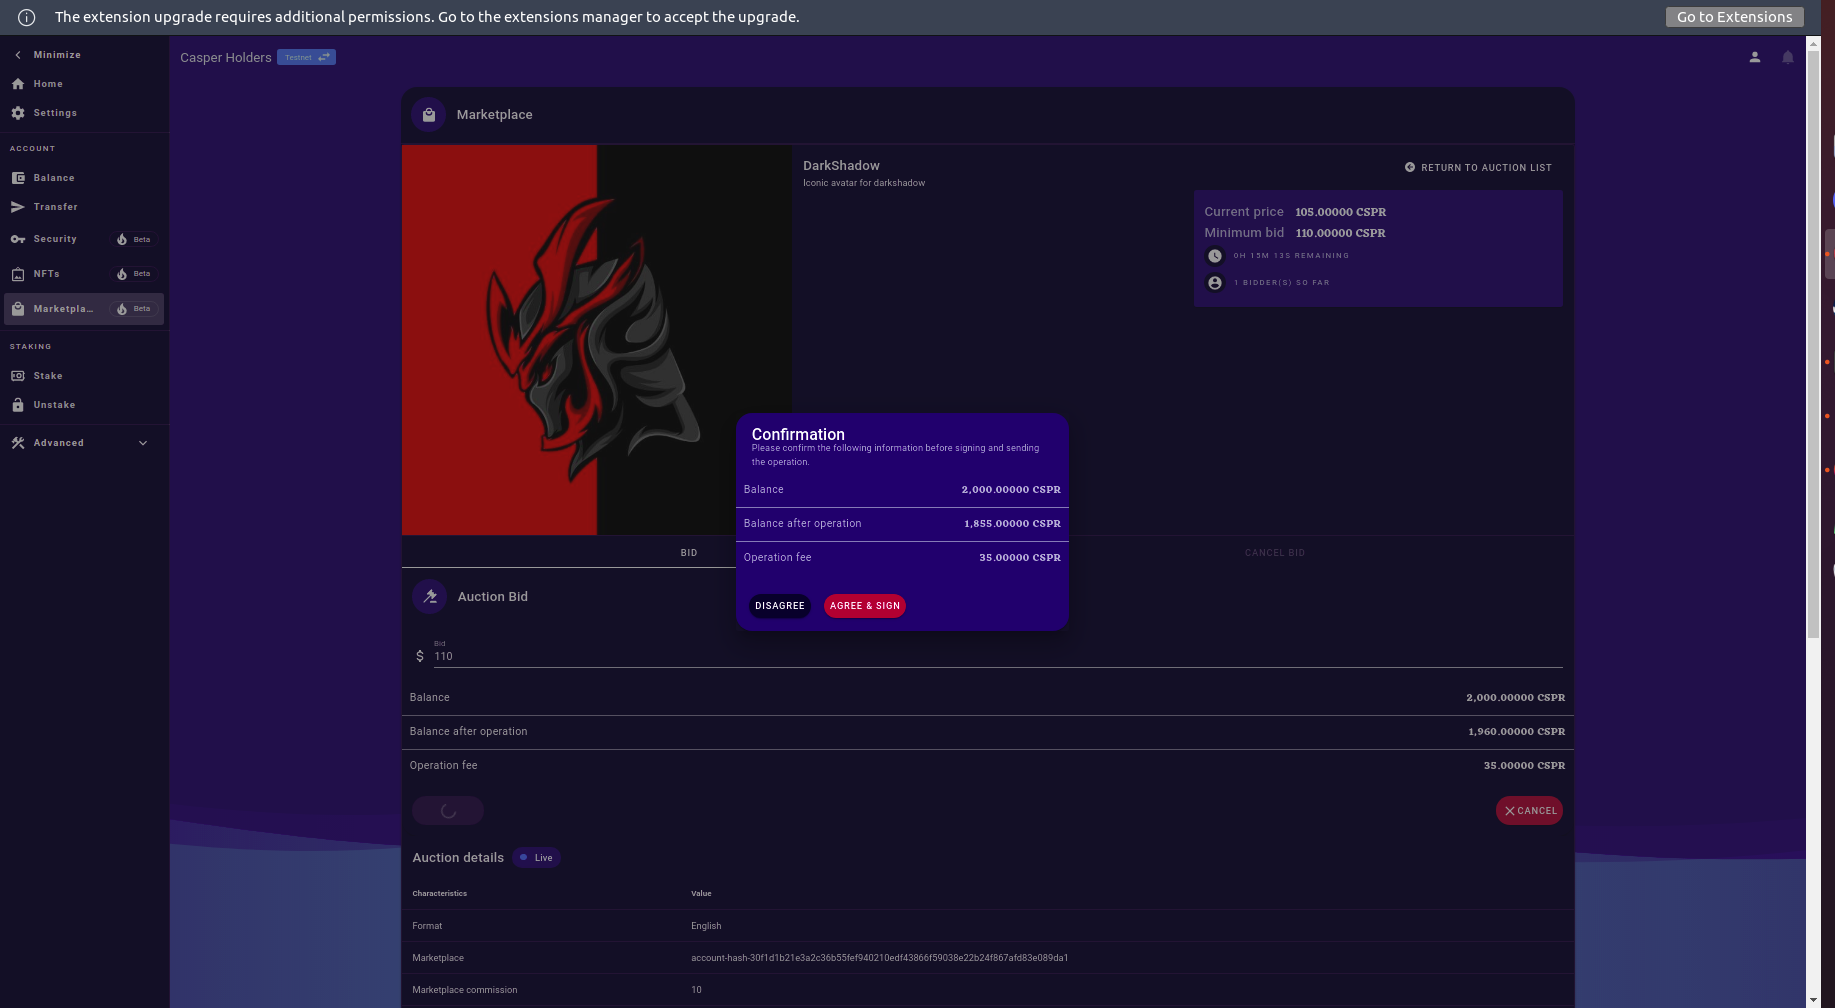 The extension upgrade requires additional permissions. Go to the extensions manager to accept the upgrade.
Go to Extensions
Minimize
Home
Settings
ACCOUNT
Balance
Transfer
Security Beta
NFTs Beta
Marketpla... Beta
STAKING
Stake
Unstake
Advanced
Casper Holders Testnet
Marketplace
DarkShadow
Iconic avatar for darkshadow
RETURN TO AUCTION LIST
Current price 105.00000 CSPR
Minimum bid 110.00000 CSPR
0H 15M 13S REMAINING
1 BIDDER(S) SO FAR
Confirmation
Please confirm the following information before signing and sending
the operation.
Balance 2,000.00000 CSPR
Balance after operation 1,855.00000 CSPR
Operation fee 35.00000 CSPR
DISAGREE AGREE & SIGN
BID CANCEL BID
Auction Bid
Bid
$ 110
Balance 2,000.00000 CSPR
Balance after operation 1,960.00000 CSPR
Operation fee 35.00000 CSPR
CANCEL
Auction details Live
Characteristics Value
Format English
Marketplace account-hash-30f1d1b21e3a2c36b55fef940210edf43866f59038e22b24f867afd83e089da1
Marketplace commission 10